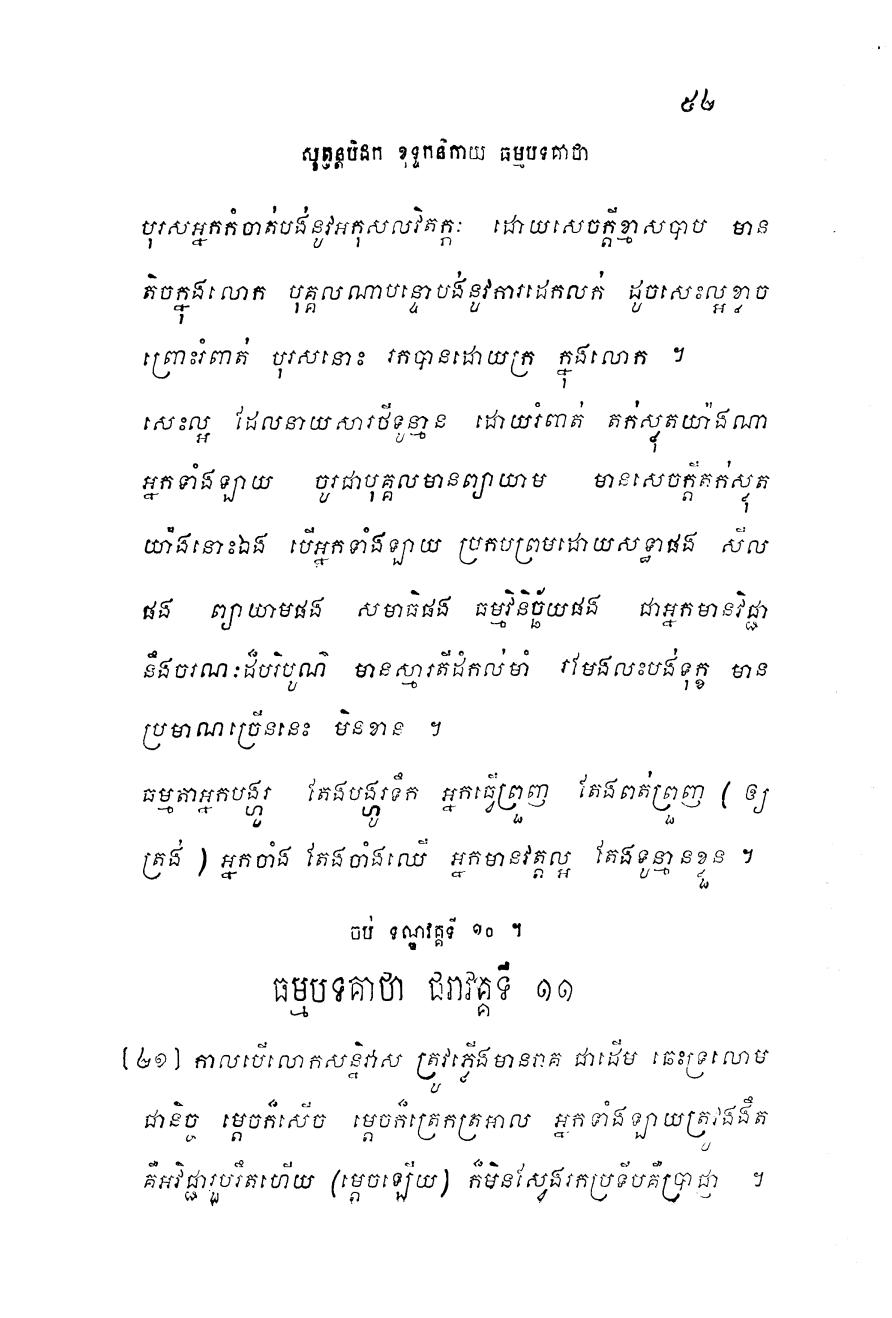 ៥២
សុត្តន្តបិដក ខុទ្ទកនិកាយ ធម្មបទគាថា
បុរសអ្នកកំចាត់បង់នូវអកុសលវិតក្កៈ ដោយសេចក្តីខ្មាសបាប មាន
តិចក្នុងលោក បុគ្គលណាបន្ទោបង់នូវការដេកលក់ ដូចសេះល្អខ្លាច
ព្រោះរំពាត់ បុរសនោះ រកបានដោយក្រ ក្នុងលោក ។
សេះល្អ ដែលនាយសារថីទូន្មាន ដោយរំពាត់ តក់ស្លុតយ៉ាងណា
អ្នកទាំងឡាយ ចូរជាបុគ្គលមានព្យាយាម មានសេចក្តីតក់ស្លុត
យ៉ាងនោះឯង បើអ្នកទាំងឡាយ ប្រកបព្រមដោយសទ្ធាផង សីល
ផង ព្យាយាមផង សមាធិផង ធម្មវិនិច្ឆ័យផង ជាអ្នកមានវិជ្ជា
នឹងចរណៈដ៏បរិបូណ៌ មានស្មារតីដំកល់មាំ រមែងលះបង់ទុក្ខ មាន
ប្រមាណច្រើននេះ មិនខាន ។
ធម្មតាអ្នកបង្ហូរ តែងបង្ហូរទឹក អ្នកធ្វើព្រួញ តែងពត់ព្រួញ ( ឲ្យ
ត្រង់ ) អ្នកចាំង តែងចាំងឈើ អ្នកមានវត្តល្អ តែងទូន្មានខ្លួន ។
ចប់ ទណ្ឌវគ្គទី ១០ ។
ធម្មបទគាថា ជរាវគ្គទី ១១
[៤១] កាលបើលោកសន្និវាស ត្រូវភ្លើងមានរាគ ជាដើម ឆេះទ្រលោម
ជានិច្ច ម្តេចក៏សើច ម្តេចក៏ត្រេកត្រអាល អ្នកទាំងឡាយត្រូវងងឹត
គឺអវិជ្ជារួបរឹតហើយ (ម្តេចឡើយ) ក៏មិនស្វែងរកប្រទីបគឺប្រាជ្ញា ។